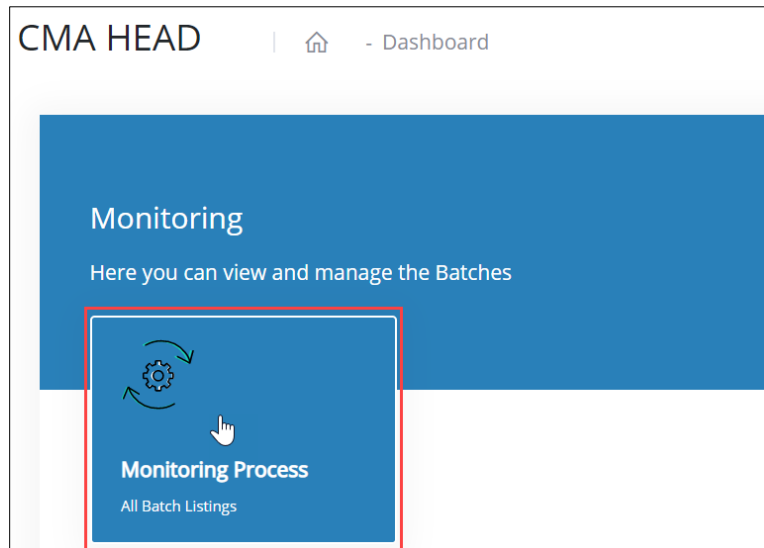 CMA HEAD - Dashboard
Monitoring
Here you can view and manage the Batches
Monitoring Process
All Batch Listings